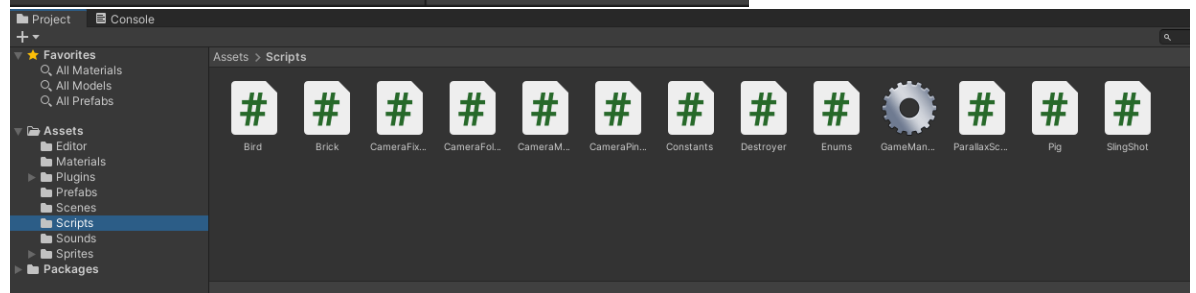 Project Console
Favorites
All Materials
All Models
All Prefabs
Assets
Editor
Materials
Plugins
Prefabs
Scenes
Scripts
Sounds
Sprites
Packages
Assets > Scripts
Bird Brick CameraFix... CameraFol... CameraM... CameraPin... Constants Destroyer Enums GameMan... ParallaxSc... Pig SlingShot